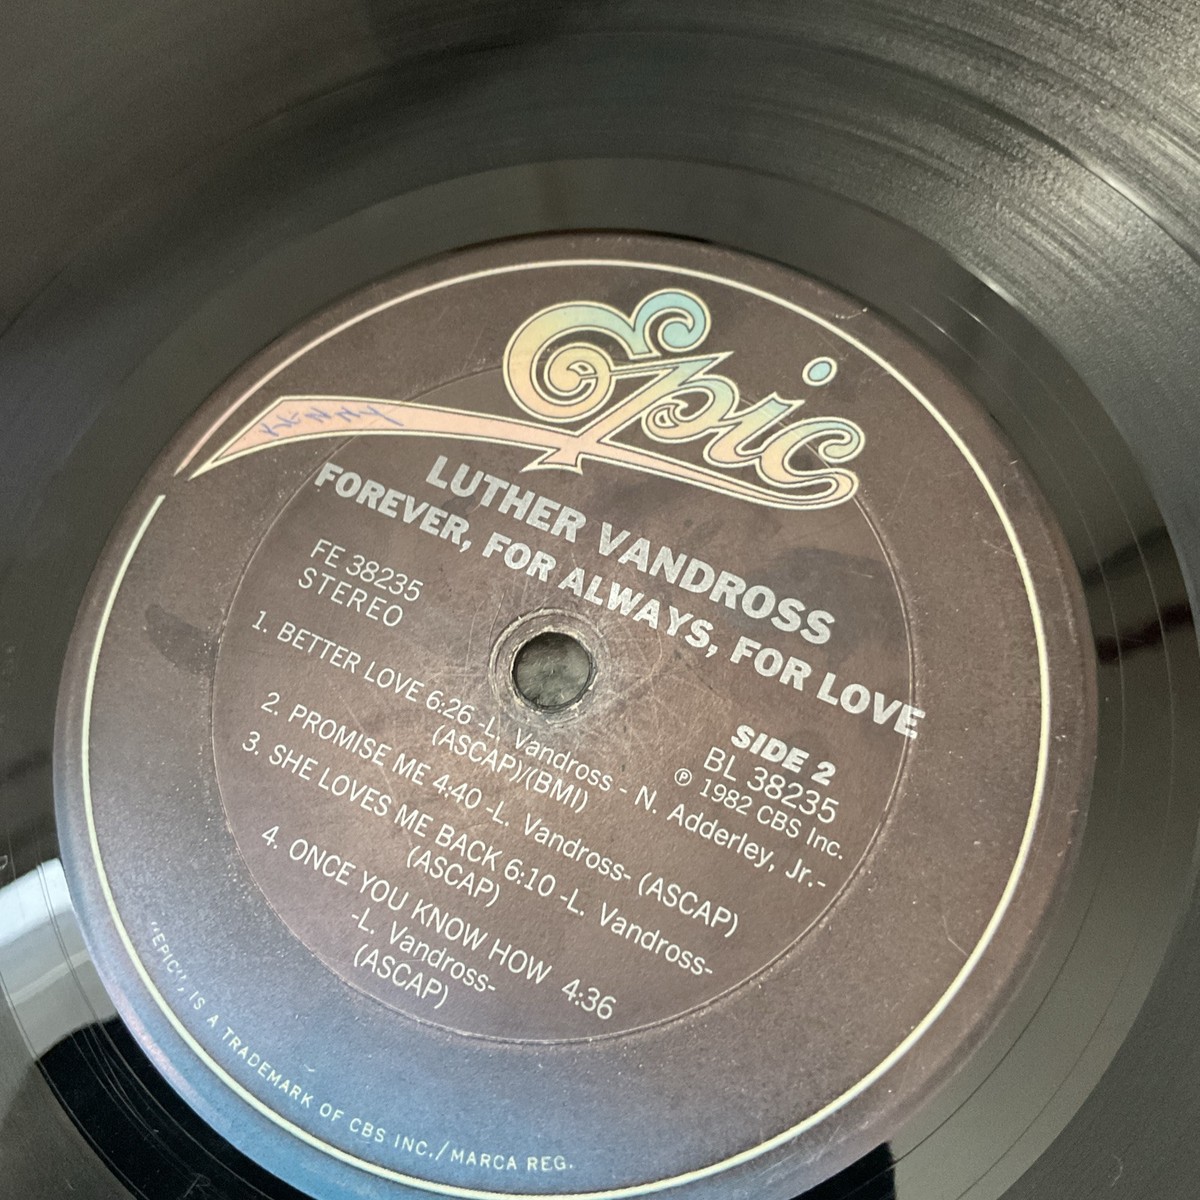 Epic
KENNY
LUTHER VANDROSS
FOREVER, FOR ALWAYS, FOR LOVE
FE 38235
STEREO
SIDE 2
BL 38235
℗ 1982 CBS Inc.
1. BETTER LOVE 6:26 -L. Vandross - N. Adderley, Jr.-
(ASCAP)/(BMI)
2. PROMISE ME 4:40 -L. Vandross- (ASCAP)
3. SHE LOVES ME BACK 6:10 -L. Vandross-
(ASCAP)
4. ONCE YOU KNOW HOW 4:36
-L. Vandross-
(ASCAP)
"EPIC", IS A TRADEMARK OF CBS INC./MARCA REG.